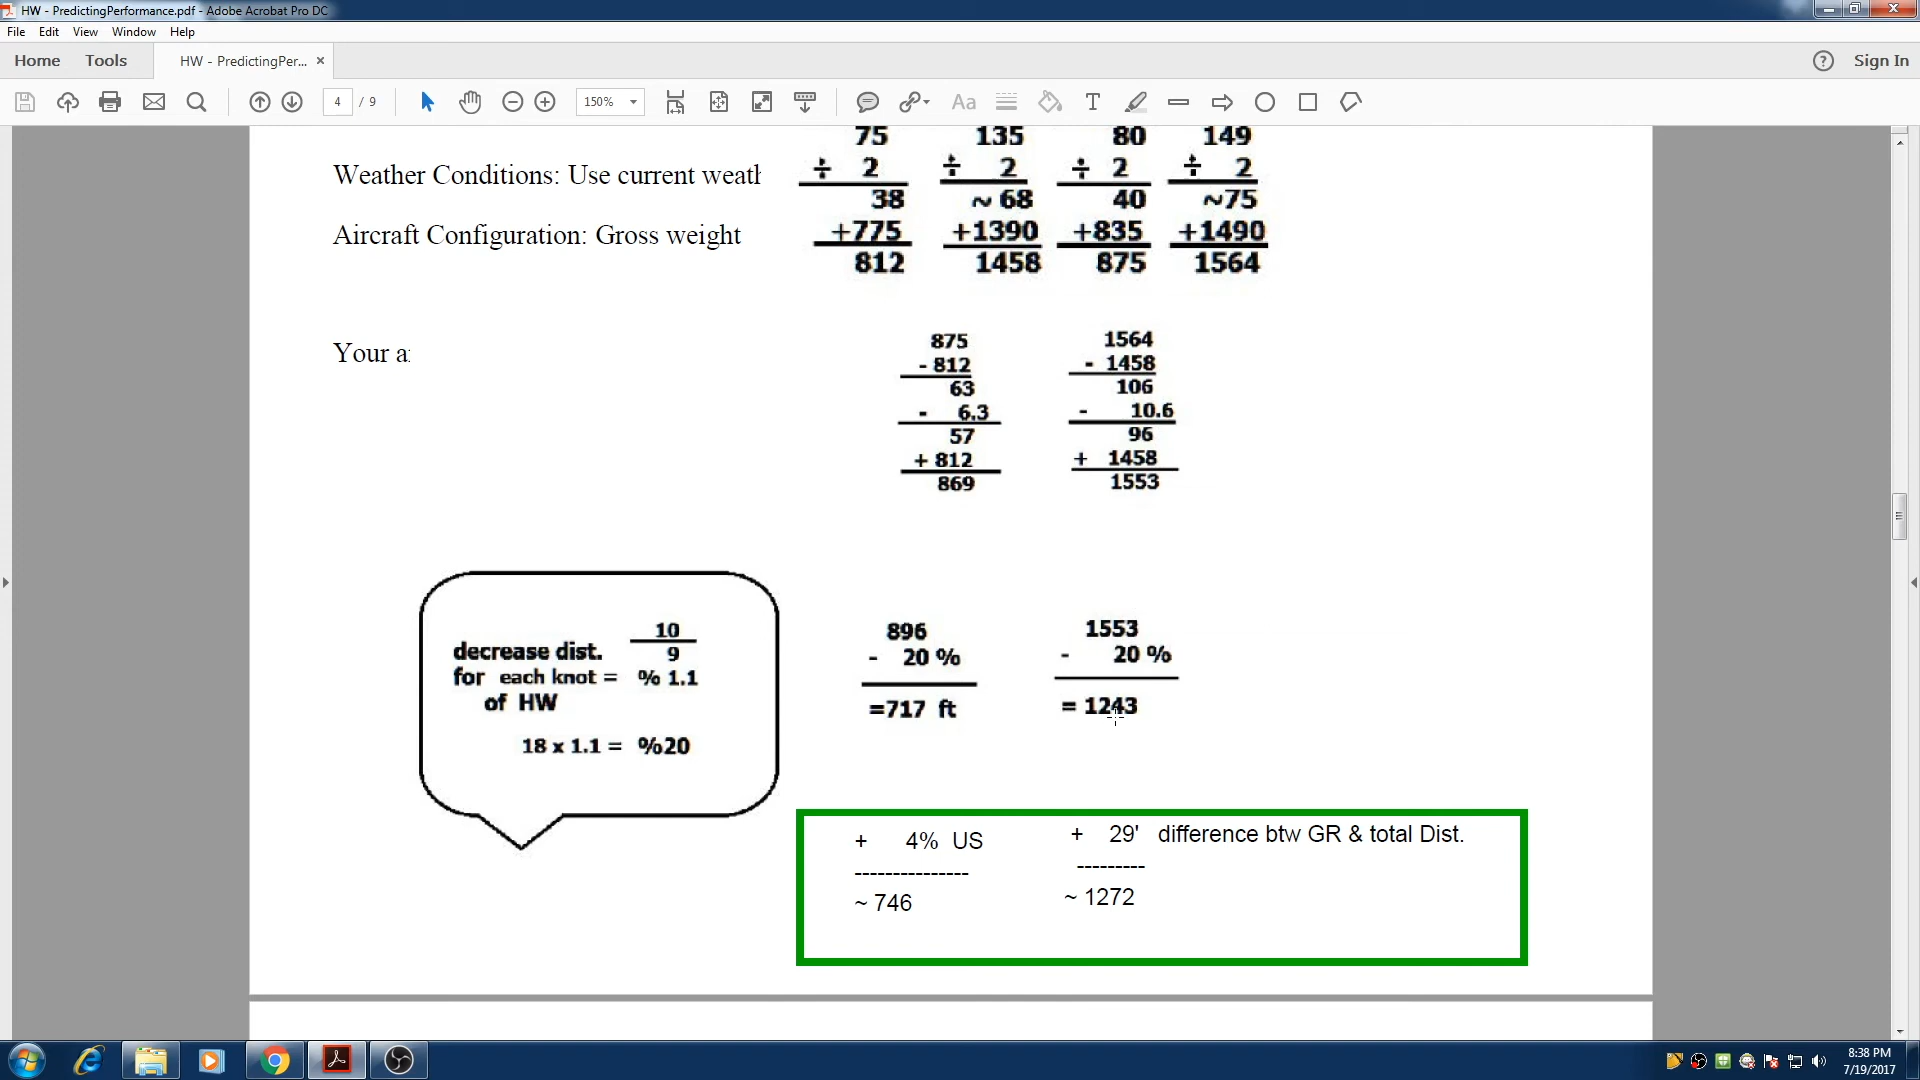 HW - PredictingPerformance.pdf - Adobe Acrobat Pro DC
File Edit View Window Help
Home Tools HW - PredictingPer... × Sign In
4 / 9 150% Aa T
75 135 80 149
÷ 2 ÷ 2 ÷ 2 ÷ 2
38 ~ 68 40 ~75
+775 +1390 +835 +1490
812 1458 875 1564
Weather Conditions: Use current weath
Aircraft Configuration: Gross weight
Your a
875 1564
- 812 - 1458
63 106
- 6.3 - 10.6
57 96
+ 812 + 1458
869 1553
decrease dist. 10
9
for each knot = % 1.1
of HW
18 x 1.1 = %20
896 1553
- 20 % - 20 %
=717 ft = 1243
+ 4% US + 29' difference btw GR & total Dist.
--------------- ---------
~ 746 ~ 1272
8:38 PM
7/19/2017